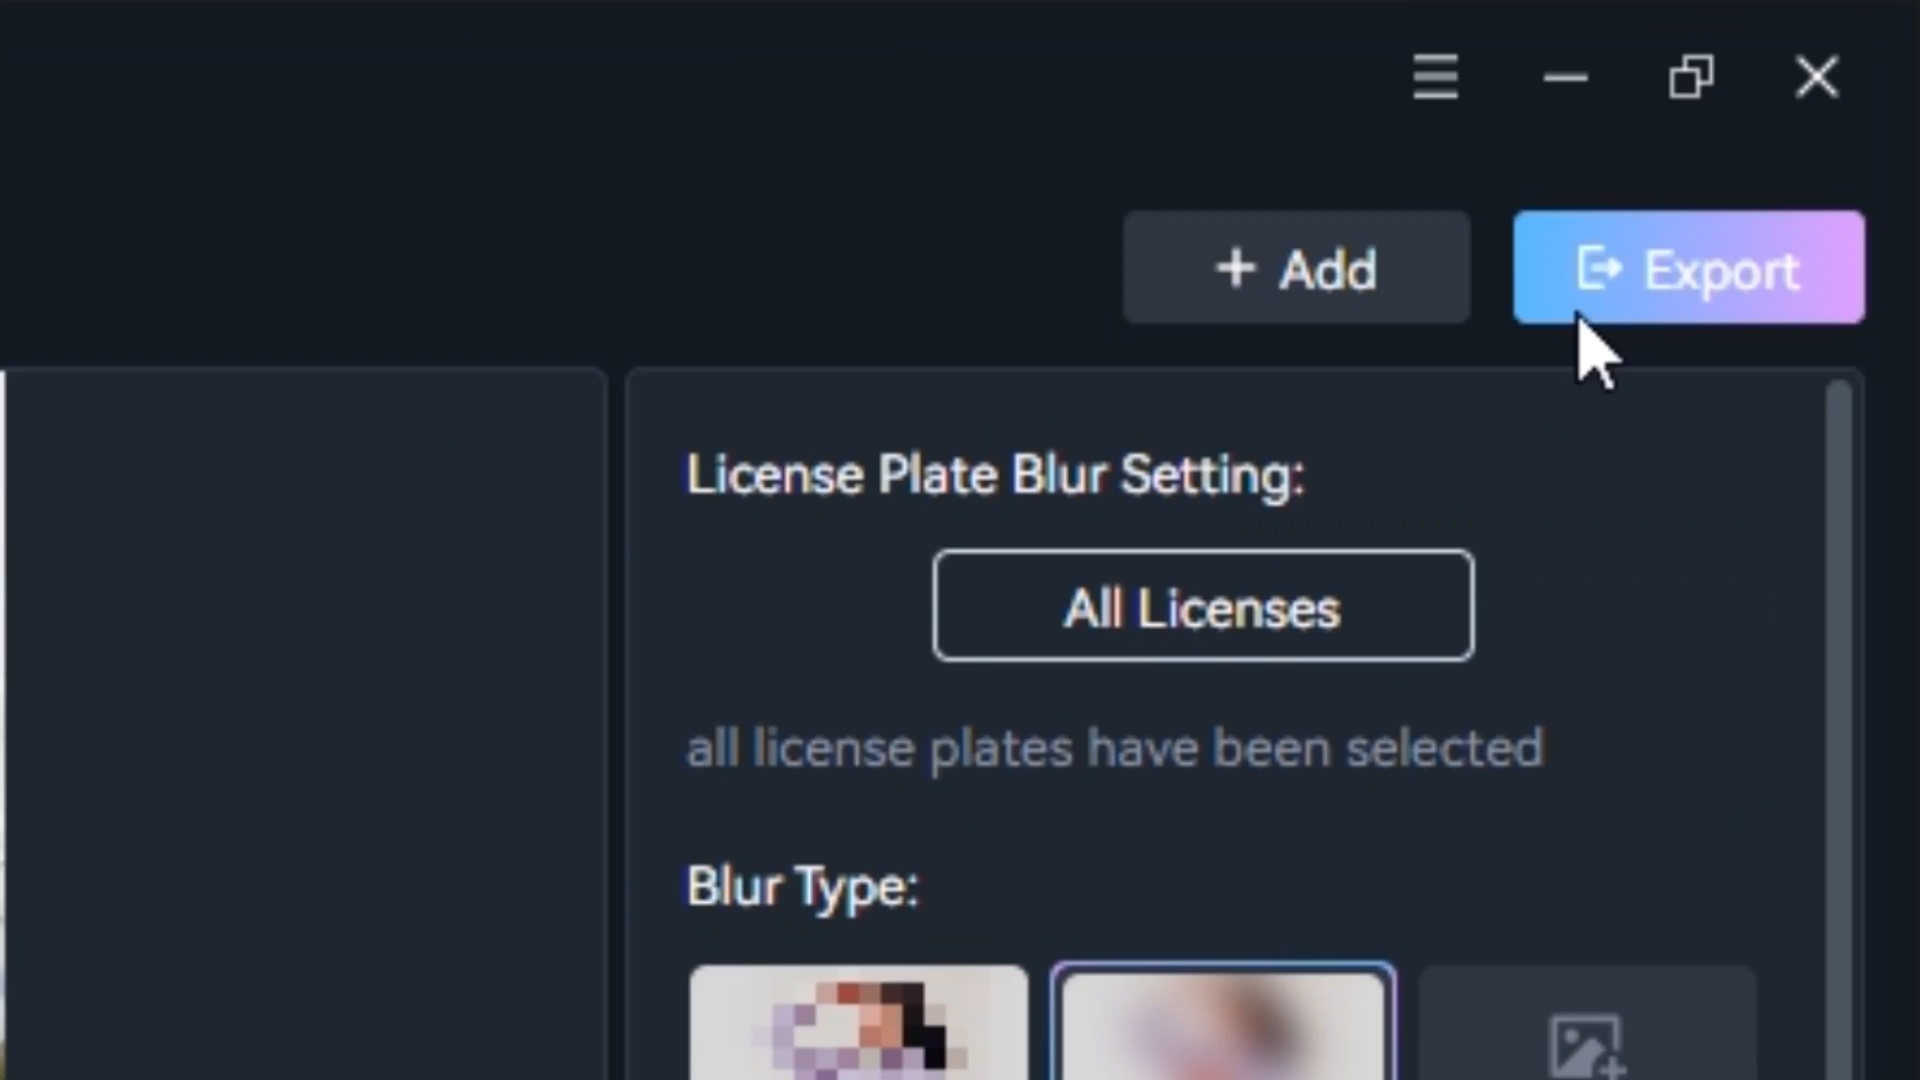 + Add
Export
License Plate Blur Setting:
All Licenses
all license plates have been selected
Blur Type: